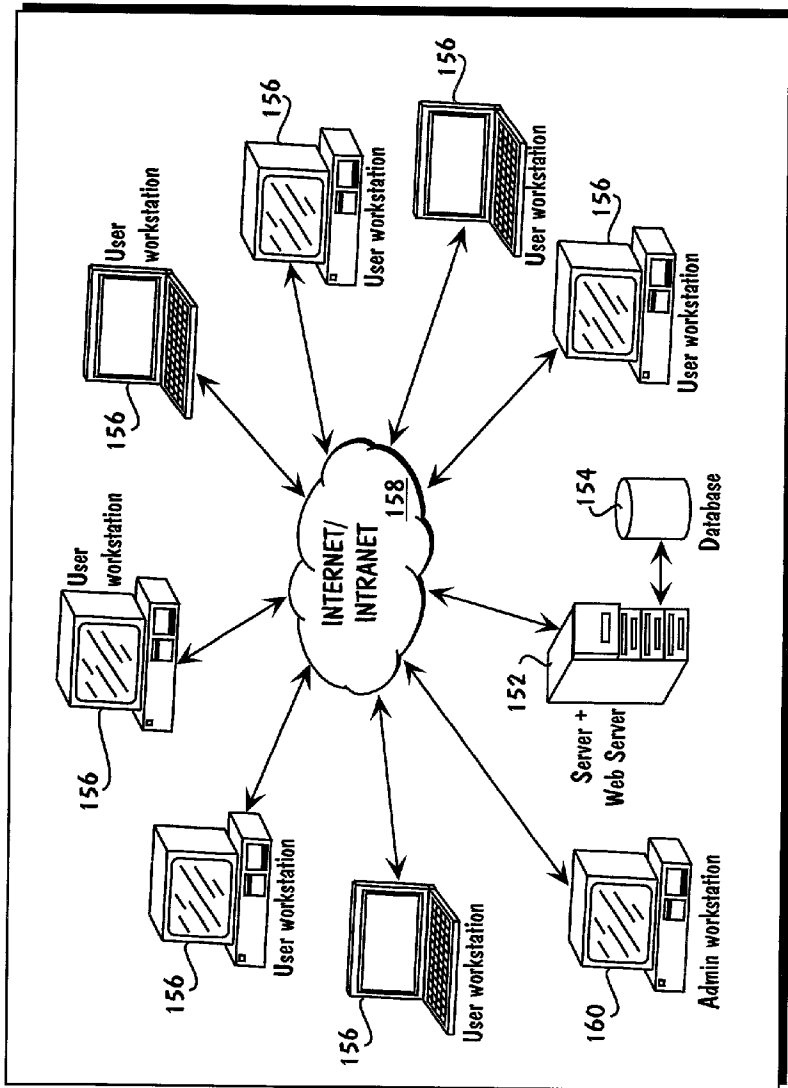 156
User
workstation
156
User
workstation
156
User workstation
156
User workstation
156
User workstation
156
User workstation
156
User workstation
INTERNET/
INTRANET
158
160
Admin workstation
152
Server +
Web Server
154
Database